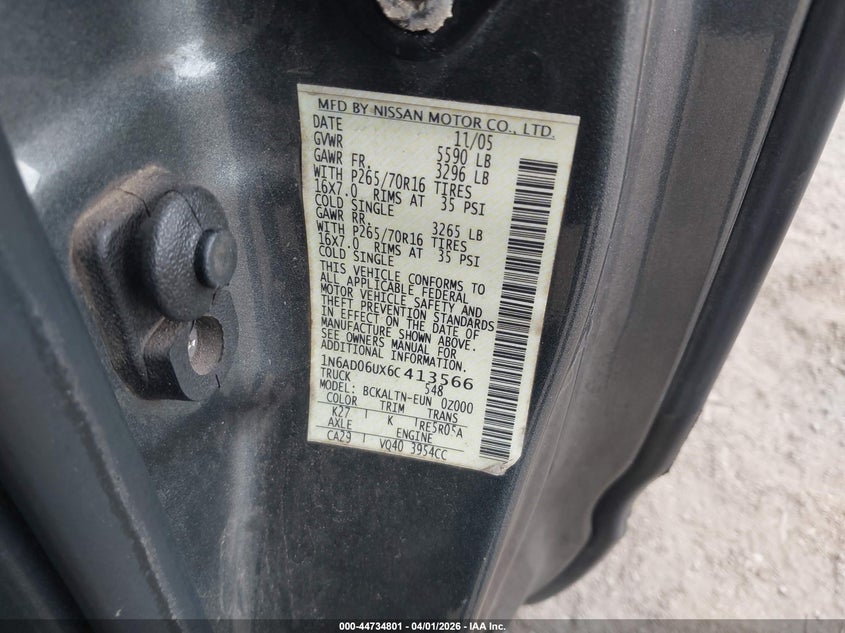 MFD BY NISSAN MOTOR CO., LTD.
DATE 11/05
GVWR 5590 LB
GAWR FR. 3296 LB
WITH P265/70R16 TIRES
16X7.0 RIMS AT 35 PSI
COLD SINGLE
GAWR RR. 3265 LB
WITH P265/70R16 TIRES
16X7.0 RIMS AT 35 PSI
COLD SINGLE
THIS VEHICLE CONFORMS TO
ALL APPLICABLE FEDERAL
MOTOR VEHICLE SAFETY AND
THEFT PREVENTION STANDARDS
IN EFFECT ON THE DATE OF
MANUFACTURE SHOWN ABOVE.
SEE OWNERS MANUAL FOR
ADDITIONAL INFORMATION.
1N6AD06UX6C413566
TRUCK 548
MODEL: BCKALTN-EUN 0Z000
COLOR TRIM TRANS
K27 K TRE5R05A
AXLE ENGINE
CA29 VQ40 3954CC
000-44734801 - 04/01/2026 - IAA Inc.